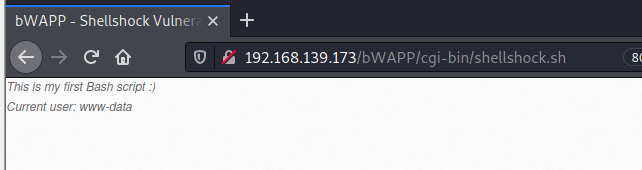 bWAPP - Shellshock Vulnera
192.168.139.173/bWAPP/cgi-bin/shellshock.sh
80
This is my first Bash script :)
Current user: www-data